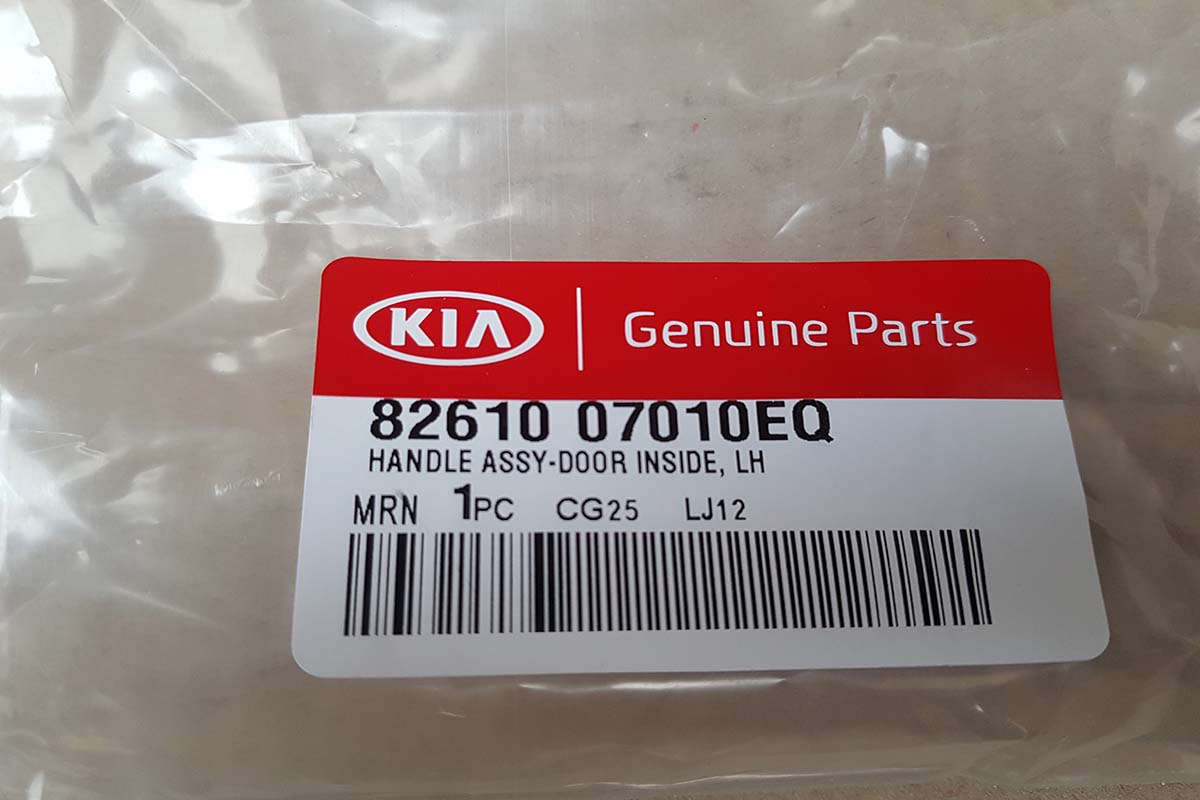 KIA Genuine Parts
82610 07010EQ
HANDLE ASSY-DOOR INSIDE, LH
MRN 1PC CG25 LJ12